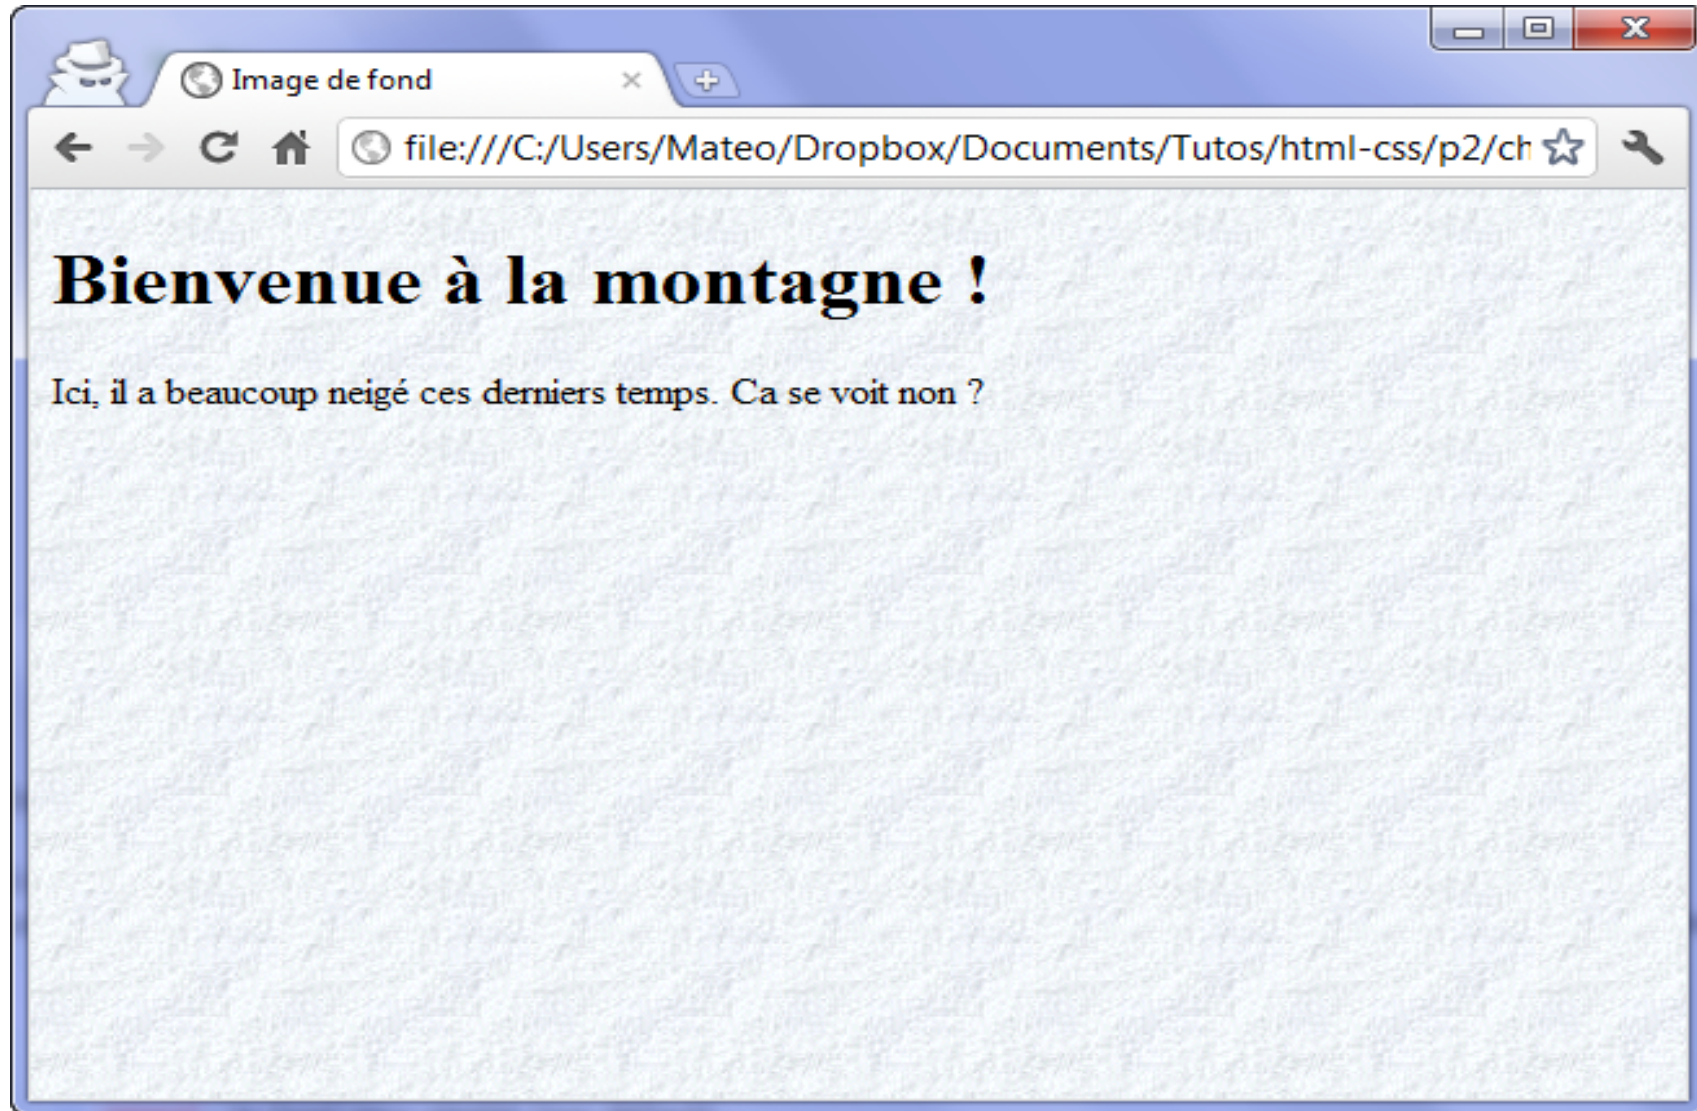 Image de fond
file:///C:/Users/Mateo/Dropbox/Documents/Tutos/html-css/p2/ch
Bienvenue à la montagne !
Ici, il a beaucoup neigé ces derniers temps. Ca se voit non ?